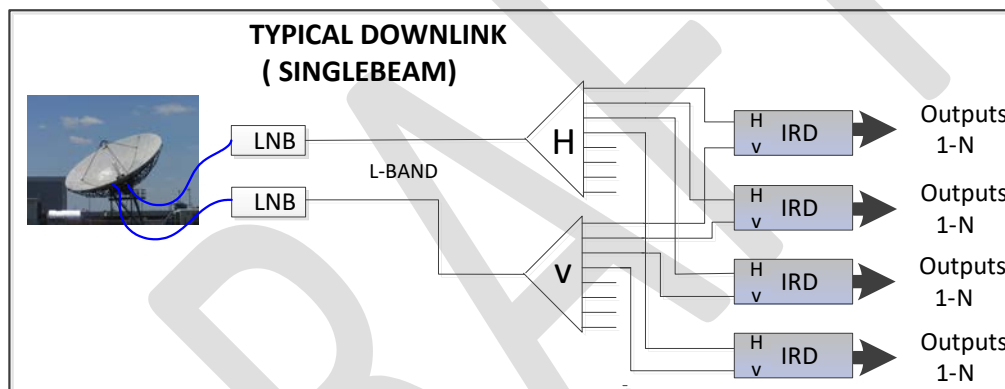 TYPICAL DOWNLINK
( SINGLEBEAM)
LNB
L-BAND
LNB
H
v
H
v
IRD
Outputs
1-N
H
v
IRD
Outputs
1-N
H
v
IRD
Outputs
1-N
H
v
IRD
Outputs
1-N